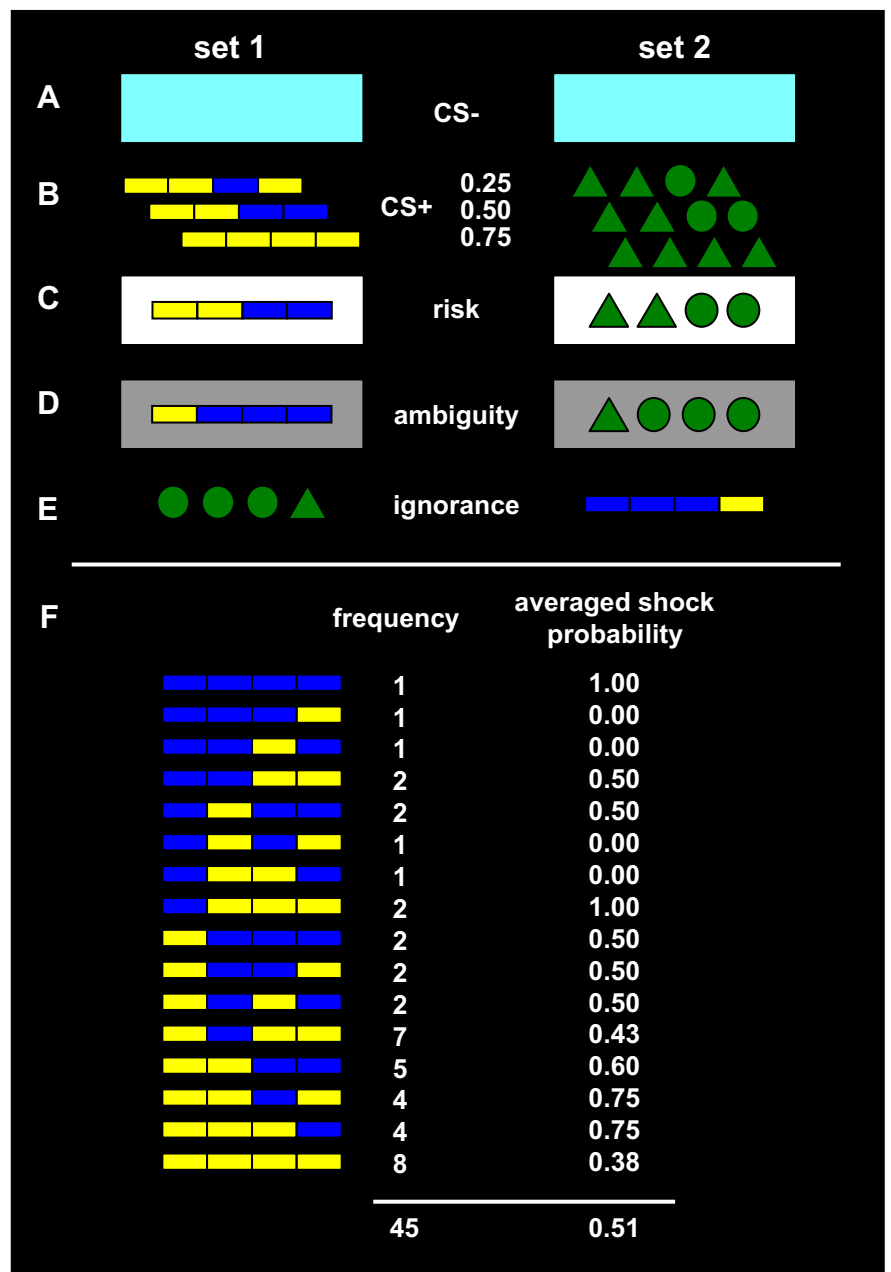 set 1 set 2
A CS-
B CS+ 0.25
0.50
0.75
C risk
D ambiguity
E ignorance
F frequency averaged shock
probability
1 1.00
1 0.00
1 0.00
2 0.50
2 0.50
1 0.00
1 0.00
2 1.00
2 0.50
2 0.50
2 0.50
7 0.43
5 0.60
4 0.75
4 0.75
8 0.38
45 0.51